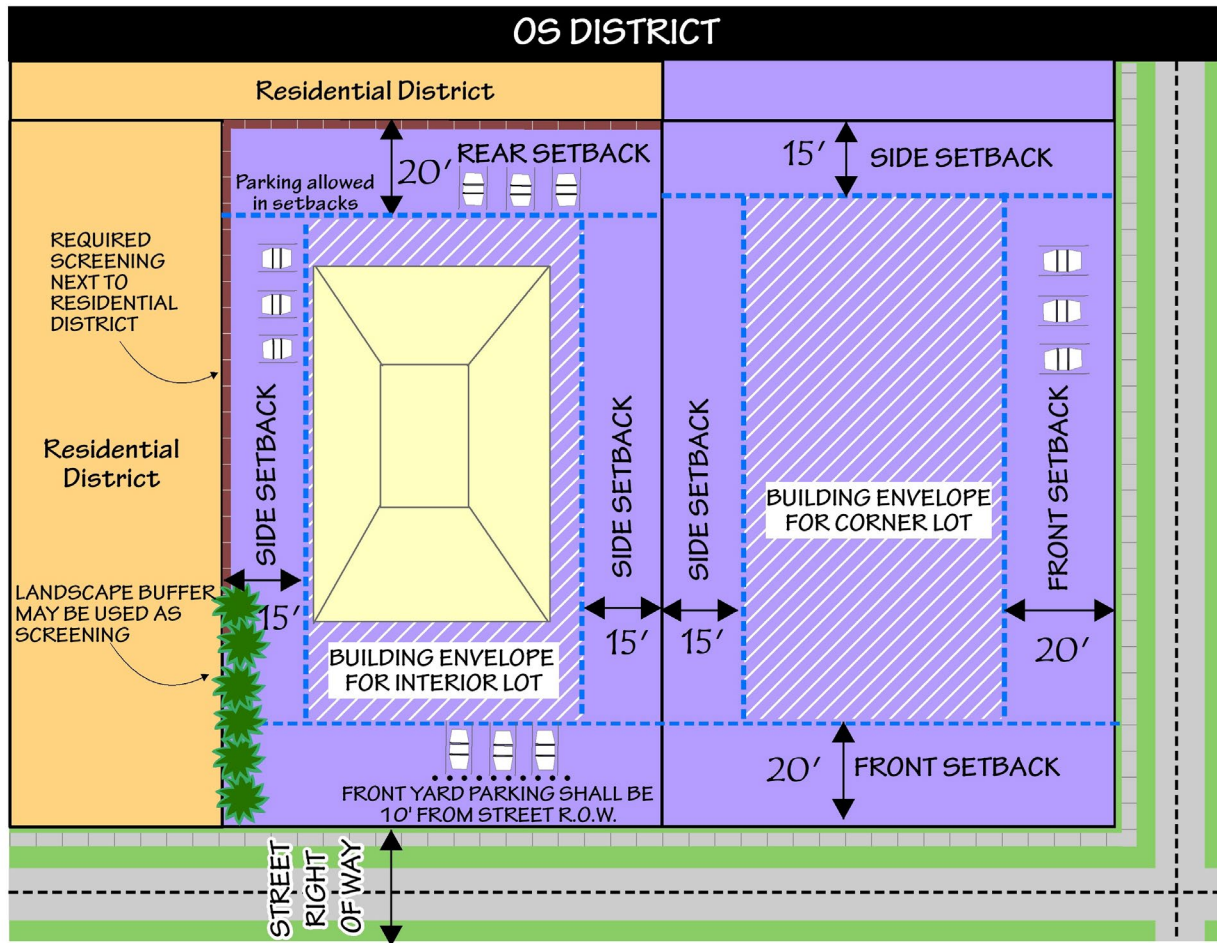 OS DISTRICT
Residential District
20'
REAR SETBACK
Parking allowed
in setbacks
15'
SIDE SETBACK
REQUIRED
SCREENING
NEXT TO
RESIDENTIAL
DISTRICT
Residential
District
SIDE SETBACK
15'
LANDSCAPE BUFFER
MAY BE USED AS
SCREENING
BUILDING ENVELOPE
FOR INTERIOR LOT
SIDE SETBACK
15'
SIDE SETBACK
15'
BUILDING ENVELOPE
FOR CORNER LOT
FRONT SETBACK
20'
20'
FRONT SETBACK
FRONT YARD PARKING SHALL BE
10' FROM STREET R.O.W.
STREET
RIGHT
OF WAY